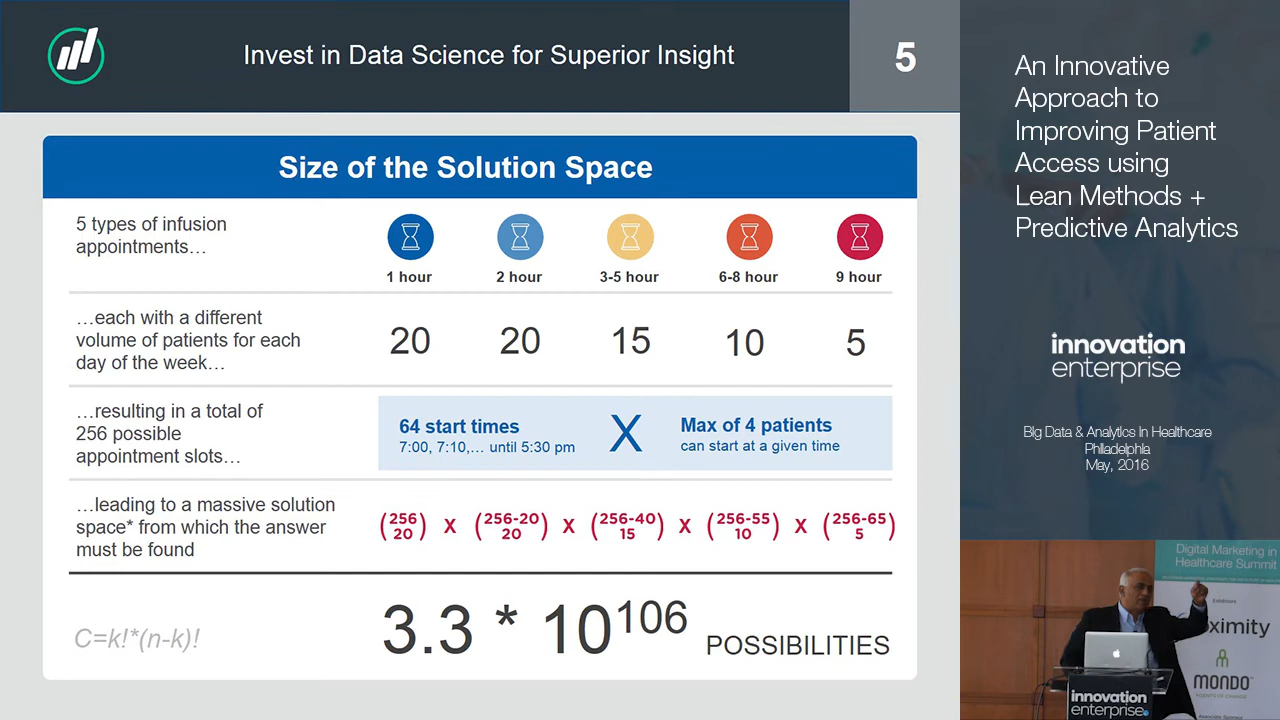 Invest in Data Science for Superior Insight
5
Size of the Solution Space
5 types of infusion
appointments…
1 hour
2 hour
3-5 hour
6-8 hour
9 hour
…each with a different
volume of patients for each
day of the week…
20
20
15
10
5
…resulting in a total of
256 possible
appointment slots…
64 start times
7:00, 7:10,… until 5:30 pm
X
Max of 4 patients
can start at a given time
…leading to a massive solution
space* from which the answer
must be found
(256 20) x (256-20 20) x (256-40 15) x (256-55 10) x (256-65 5)
C=k!*(n-k)!
3.3 * 10^106 POSSIBILITIES
An Innovative
Approach to
Improving Patient
Access using
Lean Methods +
Predictive Analytics
innovation
enterprise
Big Data & Analytics In Healthcare
Philadelphia
May, 2016
Digital Marketing in
Healthcare Summit
Exhibitors
ximity
MONDO
Associate Sponsor
innovation
enterprise.